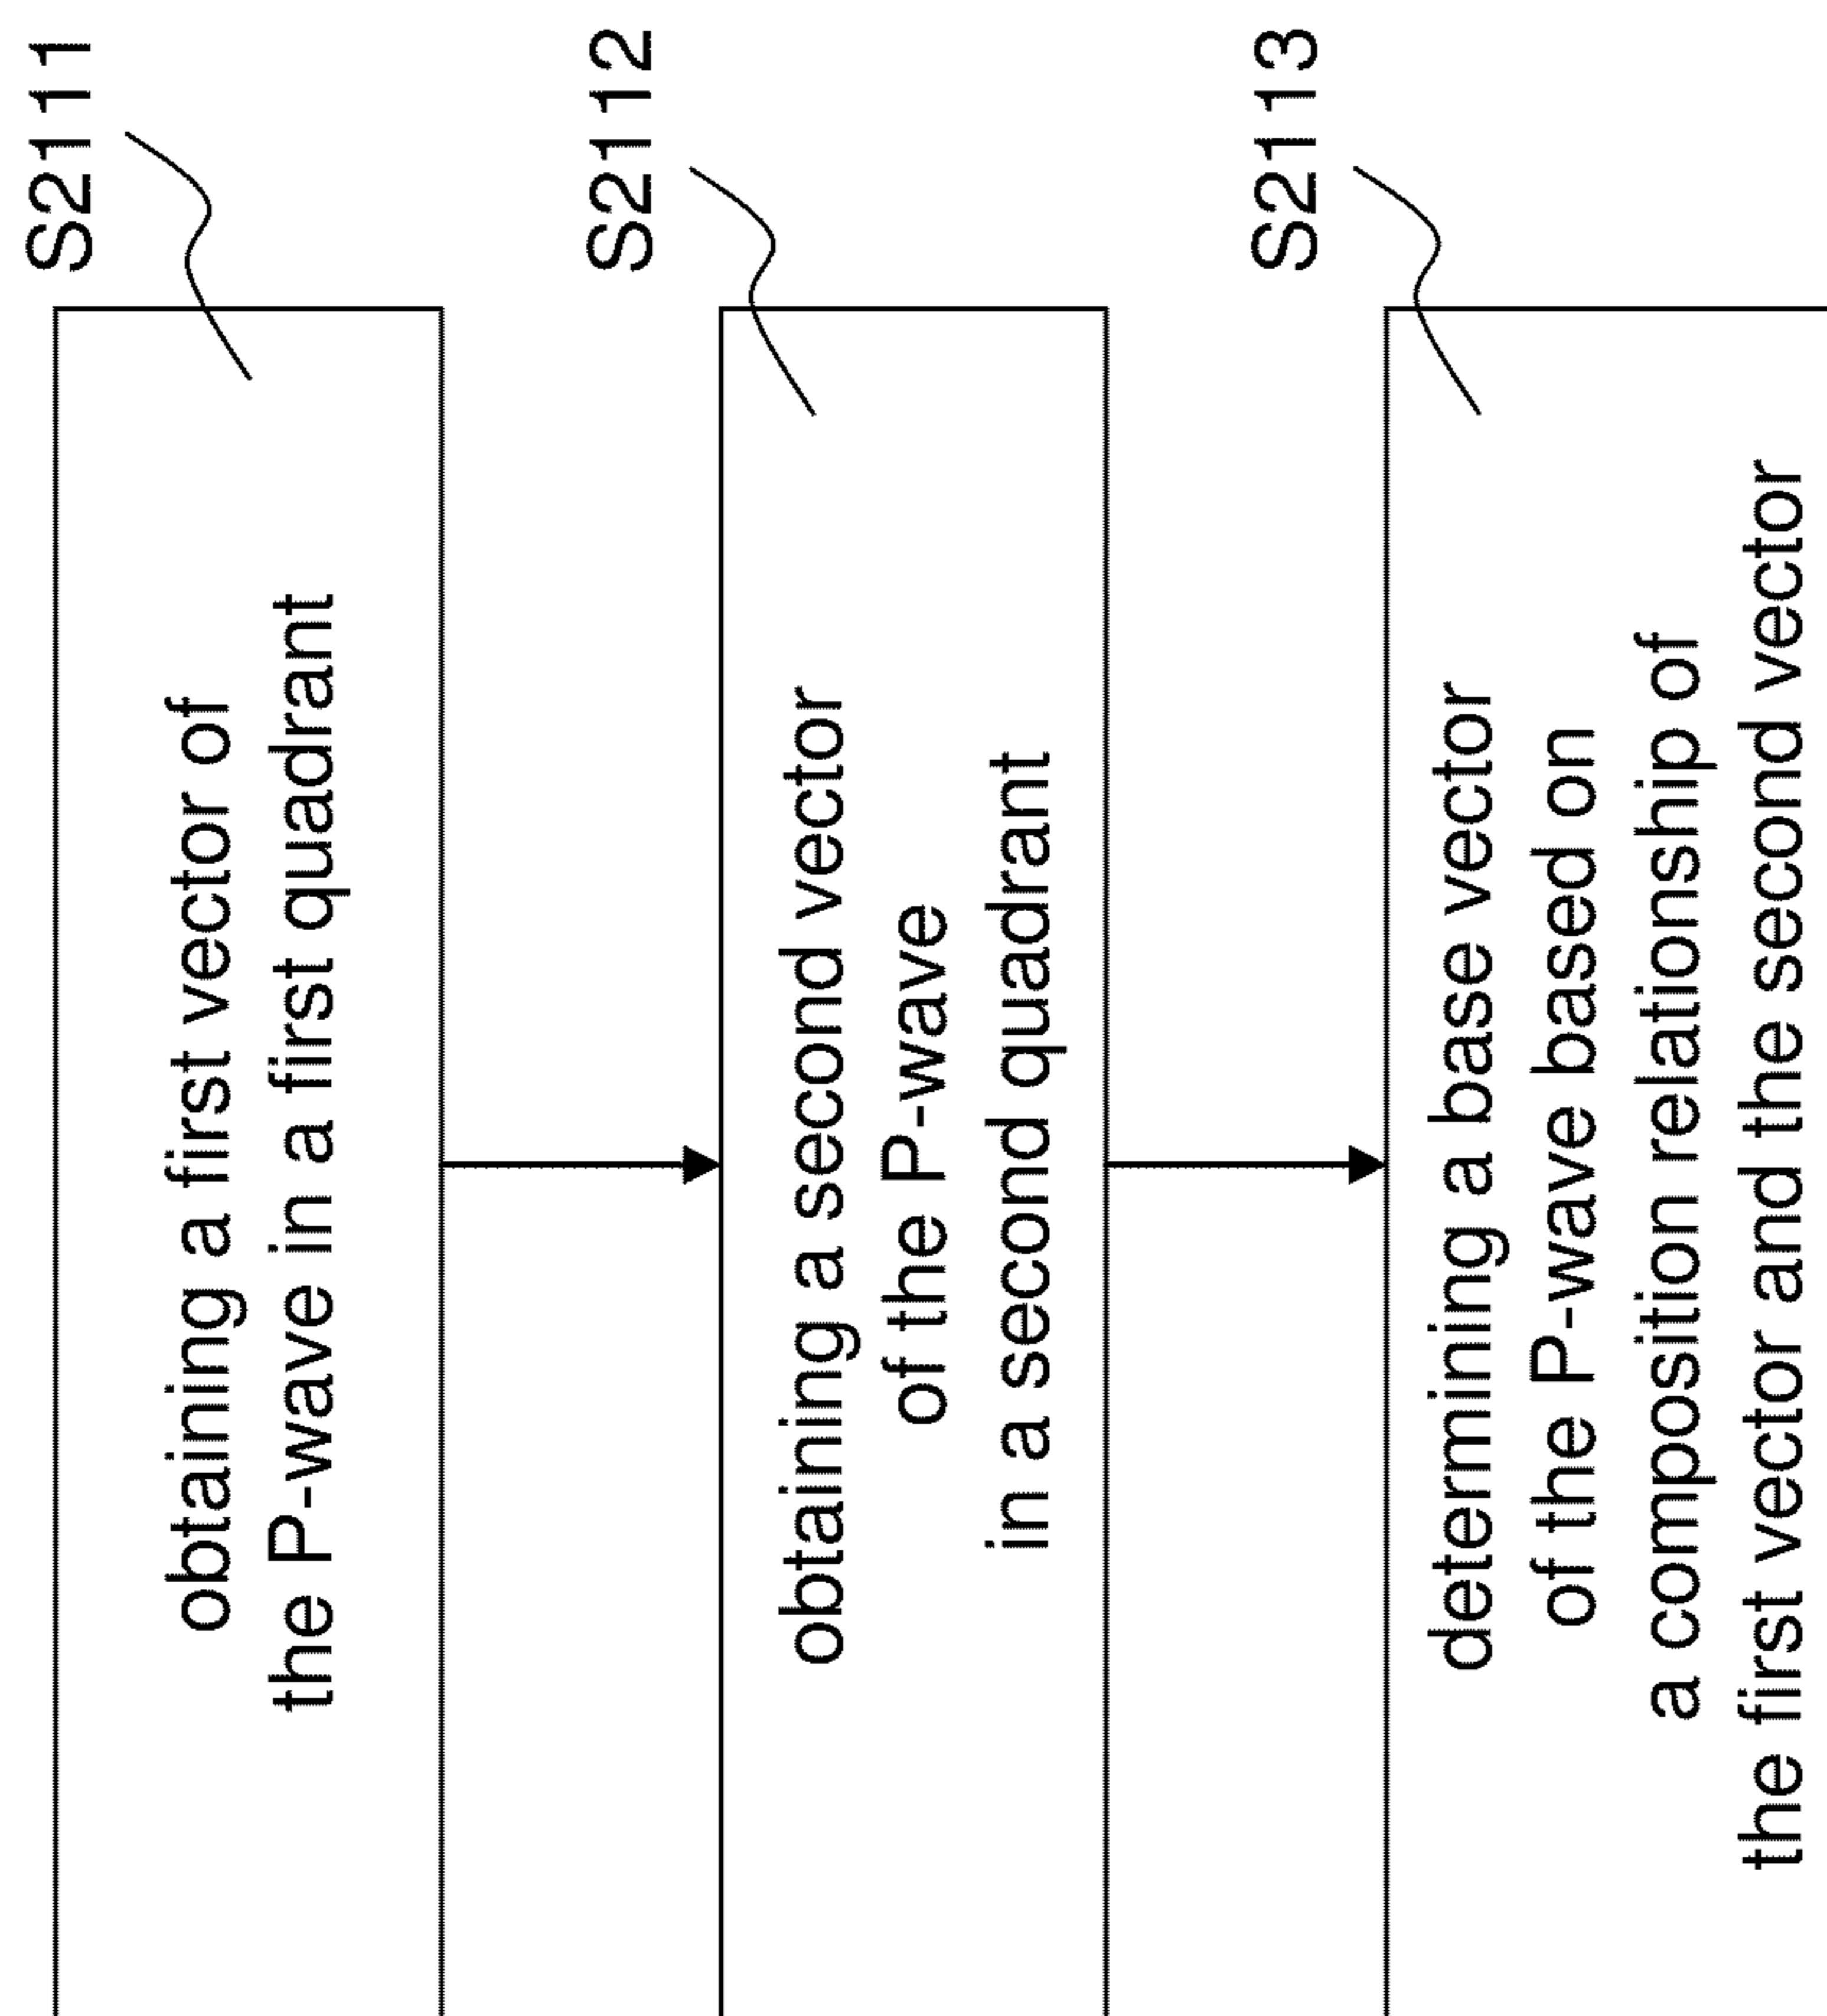 S2111
obtaining a first vector of
the P-wave in a first quadrant
S2112
obtaining a second vector
of the P-wave
in a second quadrant
S2113
determining a base vector
of the P-wave based on
a composition relationship of
the first vector and the second vector